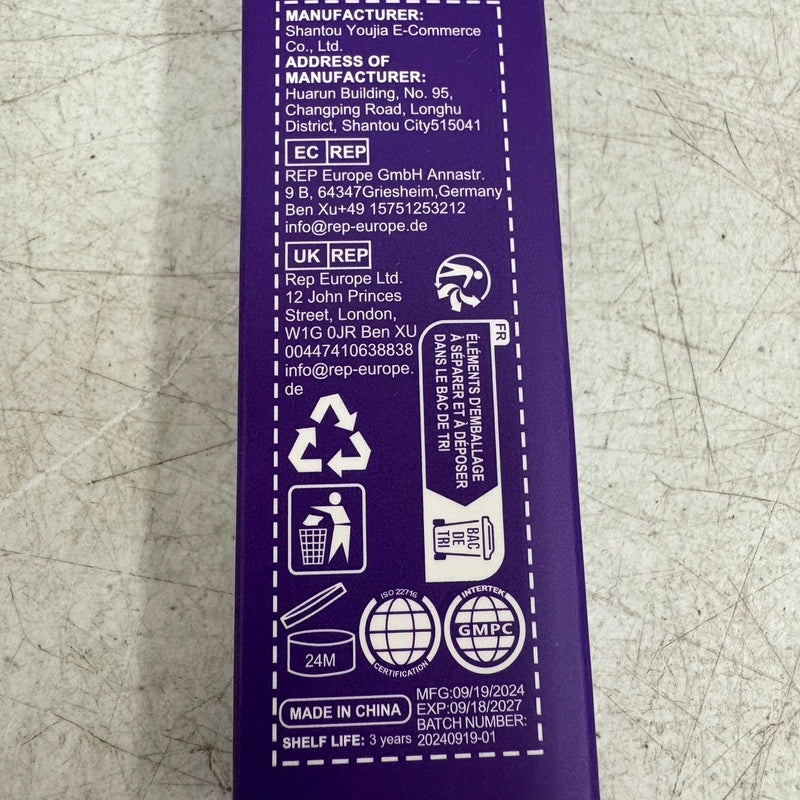 MANUFACTURER:
Shantou Youjia E-Commerce
Co., Ltd.
ADDRESS OF
MANUFACTURER:
Huarun Building, No. 95,
Changping Road, Longhu
District, Shantou City515041
EC REP
REP Europe GmbH Annastr.
9 B, 64347Griesheim,Germany
Ben Xu+49 15751253212
info@rep-europe.de
UK REP
Rep Europe Ltd.
12 John Princes
Street, London,
W1G 0JR Ben XU
00447410638838
info@rep-europe.
de
FR
ÉLÉMENTS D'EMBALLAGE
À SÉPARER ET À DÉPOSER
DANS LE BAC DE TRI
BAC
DE
TRI
24M
ISO 22716
CERTIFICATION
INTERTEK
GMPC
MADE IN CHINA
MFG:09/19/2024
EXP:09/18/2027
BATCH NUMBER:
SHELF LIFE: 3 years 20240919-01